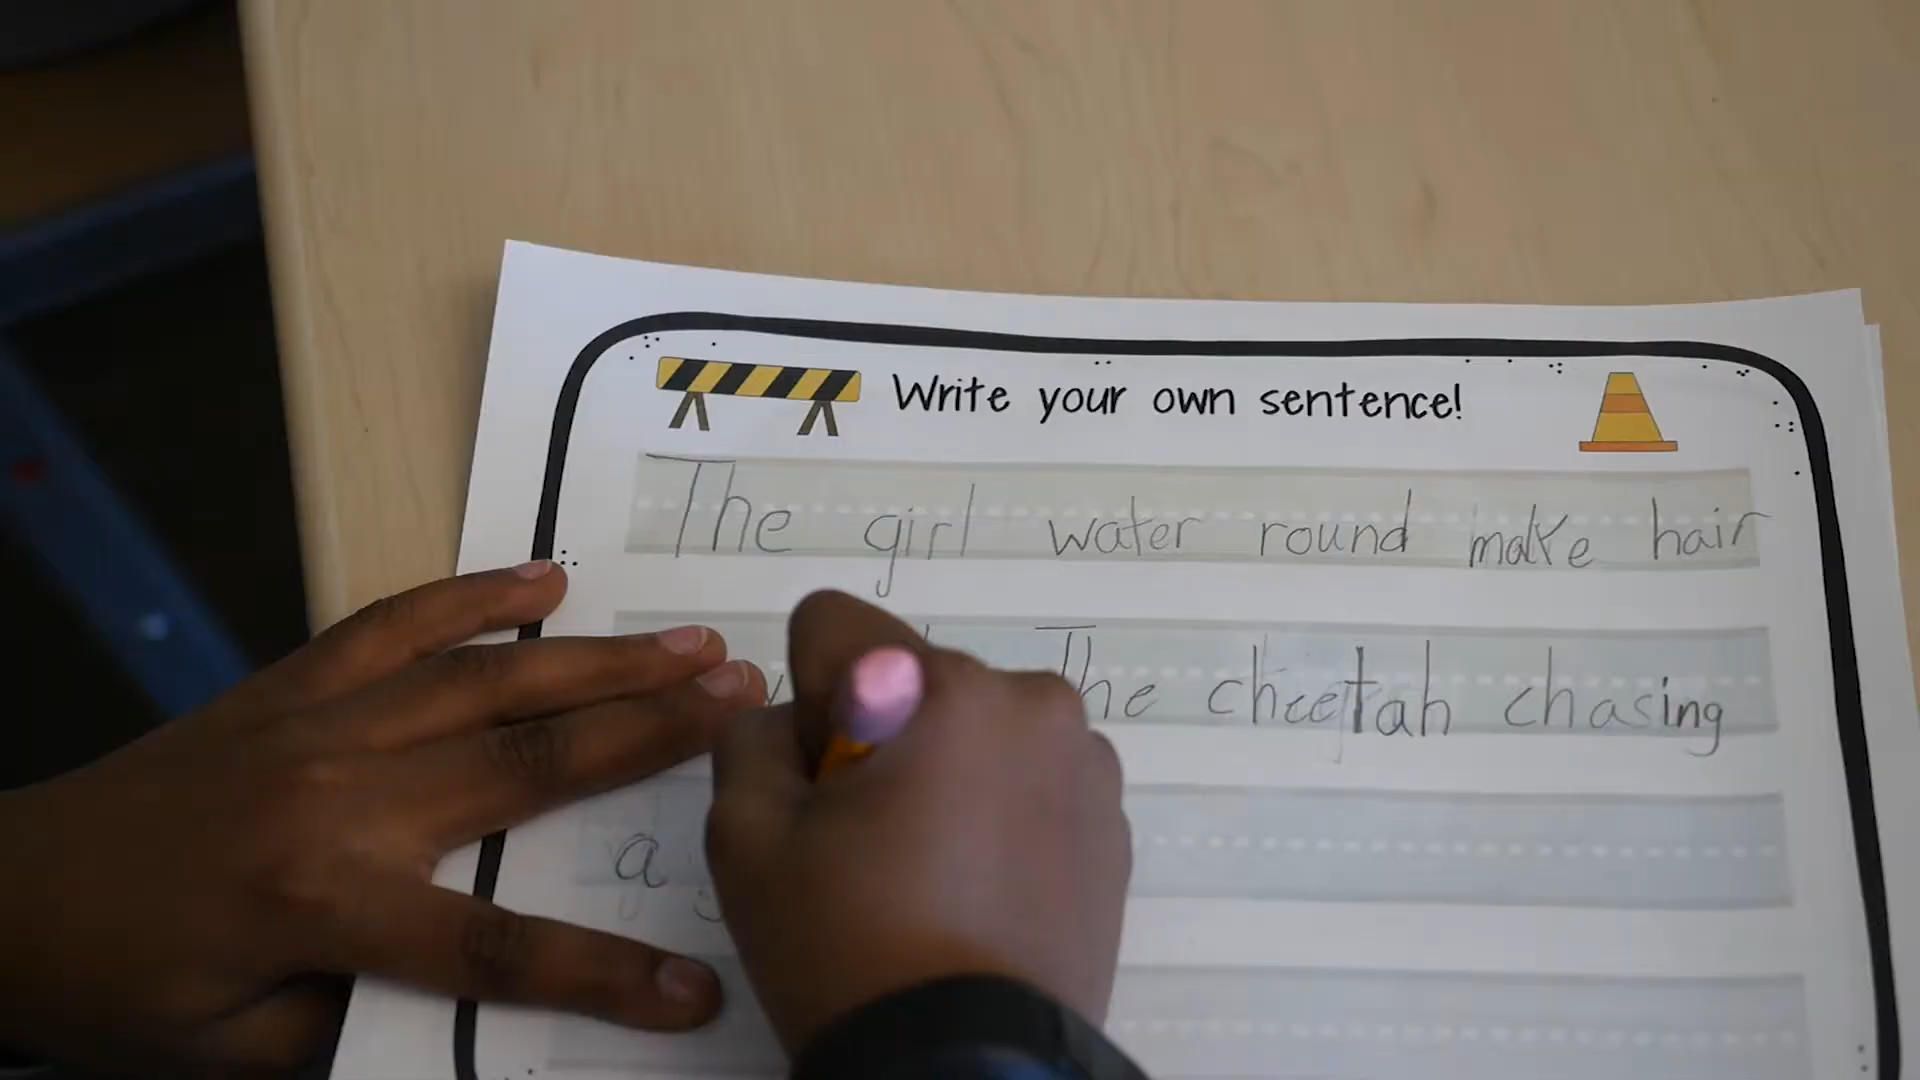 Write your own sentence!
The girl water round make hair
The cheetah chasing
a